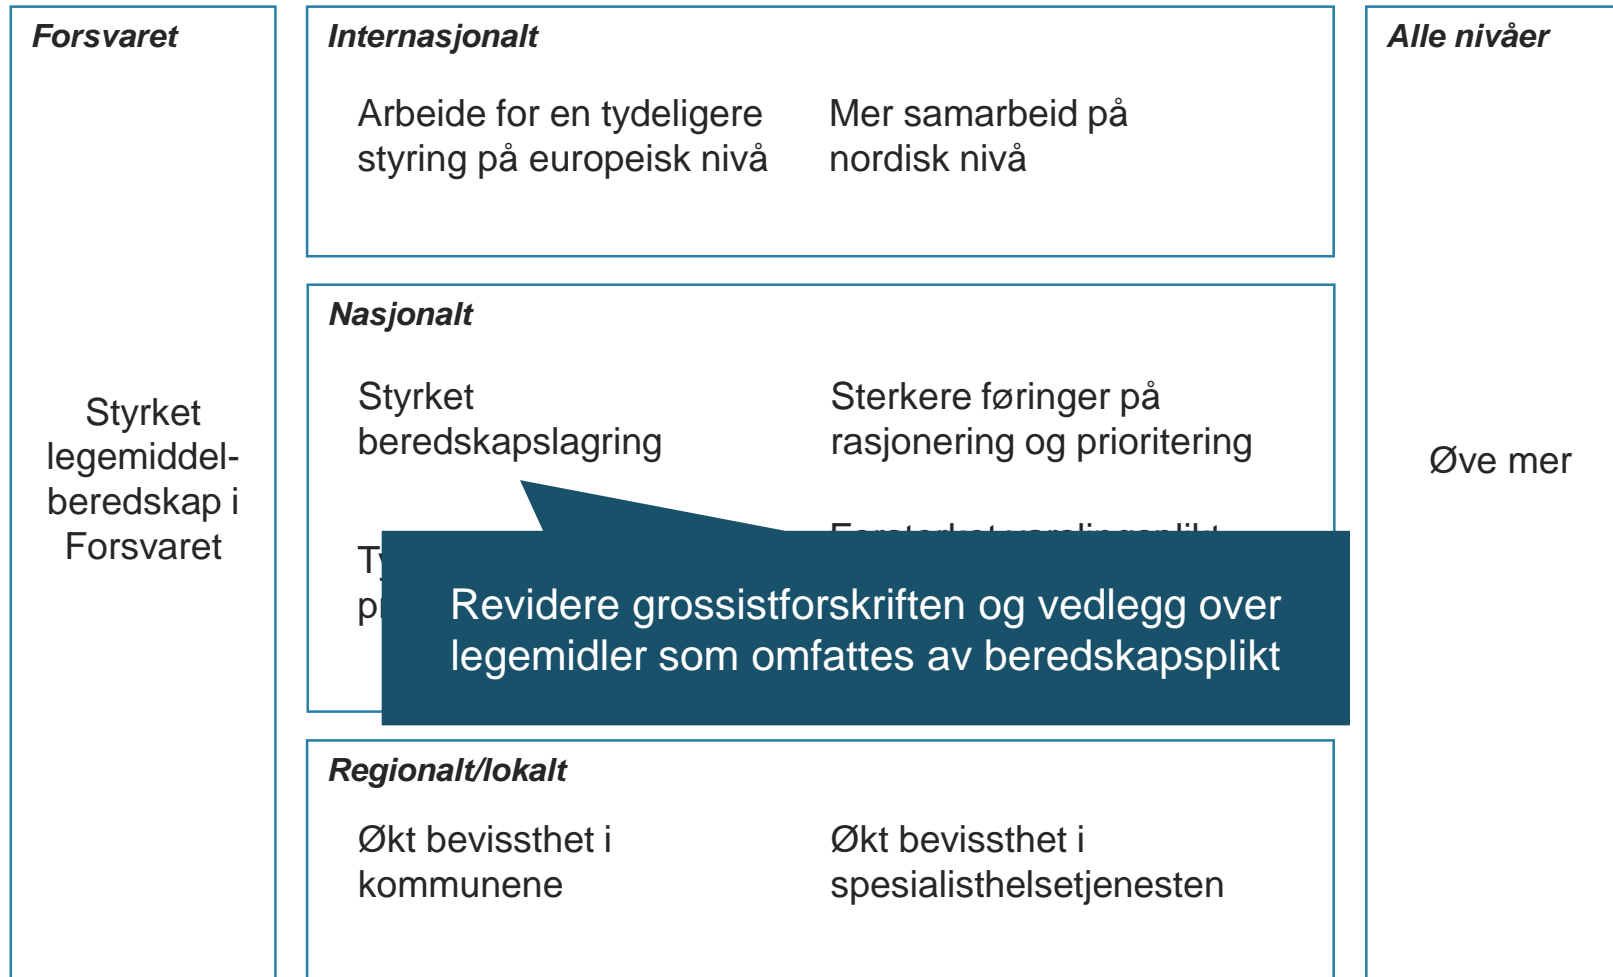 Forsvaret
Styrket
legemiddel-
beredskap i
Forsvaret
Internasjonalt
Arbeide for en tydeligere
styring på europeisk nivå
Mer samarbeid på
nordisk nivå
Nasjonalt
Styrket
beredskapslagring
Sterkere føringer på
rasjonering og prioritering
Revidere grossistforskriften og vedlegg over
legemidler som omfattes av beredskapsplikt
Regionalt/lokalt
Økt bevissthet i
kommunene
Økt bevissthet i
spesialisthelsetjenesten
Alle nivåer
Øve mer